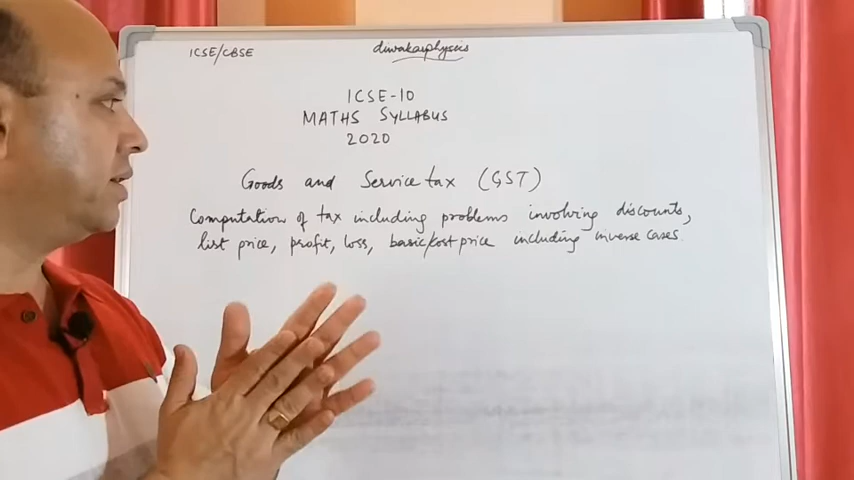 ICSE/CBSE
diwakarphysics
ICSE-10
MATHS SYLLABUS
2020
Goods and Service tax (GST)
Computation of tax including problems involving discounts,
list price, profit, loss, basic/cost price including inverse cases